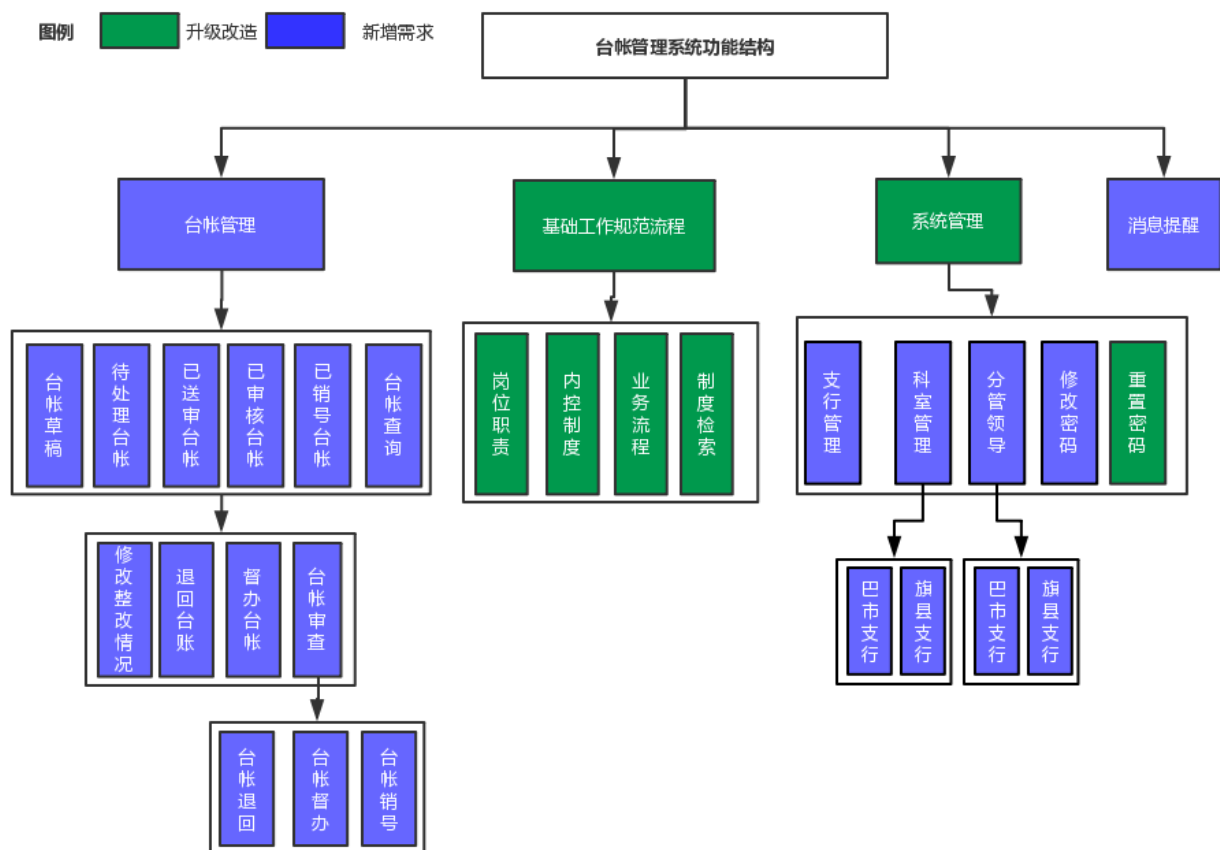 图例
升级改造
新增需求
台帐管理系统功能结构
台帐管理
基础工作规范流程
系统管理
消息提醒
台帐草稿
待处理台帐
已送审台帐
已审核台帐
已销号台帐
台帐查询
岗位职责
内控制度
业务流程
制度检索
支行管理
科室管理
分管领导
修改密码
重置密码
修改整改情况
退回台账
督办台帐
台帐审查
巴市支行
旗县支行
巴市支行
旗县支行
台帐退回
台帐督办
台帐销号